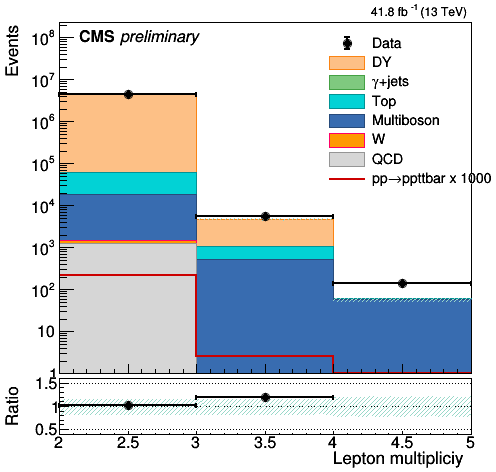 41.8 fb⁻¹ (13 TeV)
CMS preliminary
Events
10⁸
10⁷
10⁶
10⁵
10⁴
10³
10²
10
1
Data
DY
γ+jets
Top
Multiboson
W
QCD
pp→ppttbar x 1000
Ratio
1.5
1
0.5
2 2.5 3 3.5 4 4.5 5
Lepton multipliciy